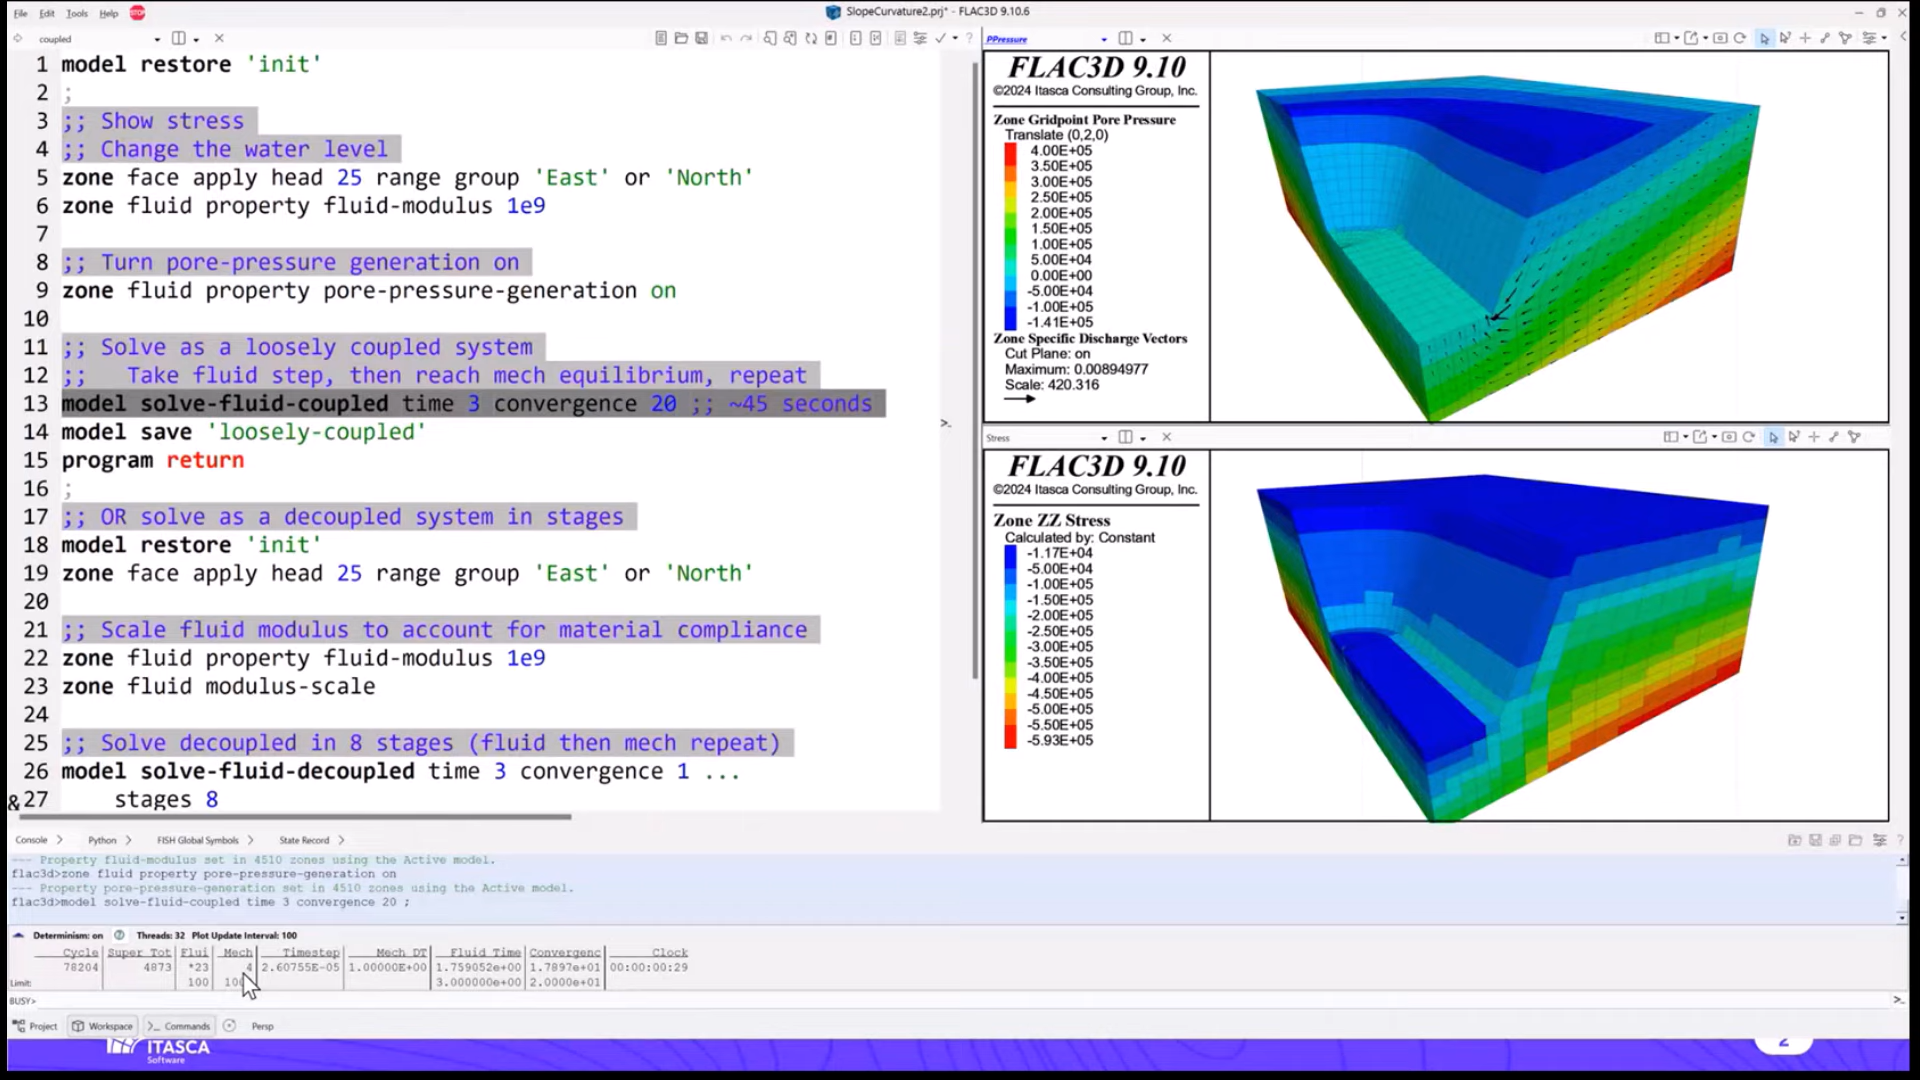 File Edit Tools Help STOP
SlopeCurvature2.prj* - FLAC3D 9.10.6
coupled
1 model restore 'init'
2 ;
3 ;; Show stress
4 ;; Change the water level
5 zone face apply head 25 range group 'East' or 'North'
6 zone fluid property fluid-modulus 1e9
7
8 ;; Turn pore-pressure generation on
9 zone fluid property pore-pressure-generation on
10
11 ;; Solve as a loosely coupled system
12 ;;   Take fluid step, then reach mech equilibrium, repeat
13 model solve-fluid-coupled time 3 convergence 20 ;; ~45 seconds
14 model save 'loosely-coupled'
15 program return
16 ;
17 ;; OR solve as a decoupled system in stages
18 model restore 'init'
19 zone face apply head 25 range group 'East' or 'North'
20
21 ;; Scale fluid modulus to account for material compliance
22 zone fluid property fluid-modulus 1e9
23 zone fluid modulus-scale
24
25 ;; Solve decoupled in 8 stages (fluid then mech repeat)
26 model solve-fluid-decoupled time 3 convergence 1 ...
&27     stages 8
PPressure
FLAC3D 9.10
©2024 Itasca Consulting Group, Inc.
Zone Gridpoint Pore Pressure
Translate (0,2,0)
4.00E+05
3.50E+05
3.00E+05
2.50E+05
2.00E+05
1.50E+05
1.00E+05
5.00E+04
0.00E+00
-5.00E+04
-1.00E+05
-1.41E+05
Zone Specific Discharge Vectors
Cut Plane: on
Maximum: 0.00894977
Scale: 420.316
Stress
FLAC3D 9.10
©2024 Itasca Consulting Group, Inc.
Zone ZZ Stress
Calculated by: Constant
-1.17E+04
-5.00E+04
-1.00E+05
-1.50E+05
-2.00E+05
-2.50E+05
-3.00E+05
-3.50E+05
-4.00E+05
-4.50E+05
-5.00E+05
-5.50E+05
-5.93E+05
Console Python FISH Global Symbols State Record
--- Property fluid-modulus set in 4510 zones using the Active model.
flac3d>zone fluid property pore-pressure-generation on
--- Property pore-pressure-generation set in 4510 zones using the Active model.
flac3d>model solve-fluid-coupled time 3 convergence 20 ;
Determinism: on Threads: 32 Plot Update Interval: 100
Cycle Super Tot Flui Mech Timestep Mech DT Fluid Time Convergenc Clock
78204 4873 *23 4 2.60755E-05 1.00000E+00 1.759052e+00 1.7897e+01 00:00:00:29
Limit: 100 3.000000e+00 2.0000e+01
BUSY>
Project Workspace Commands Persp
ITASCA
Software
2